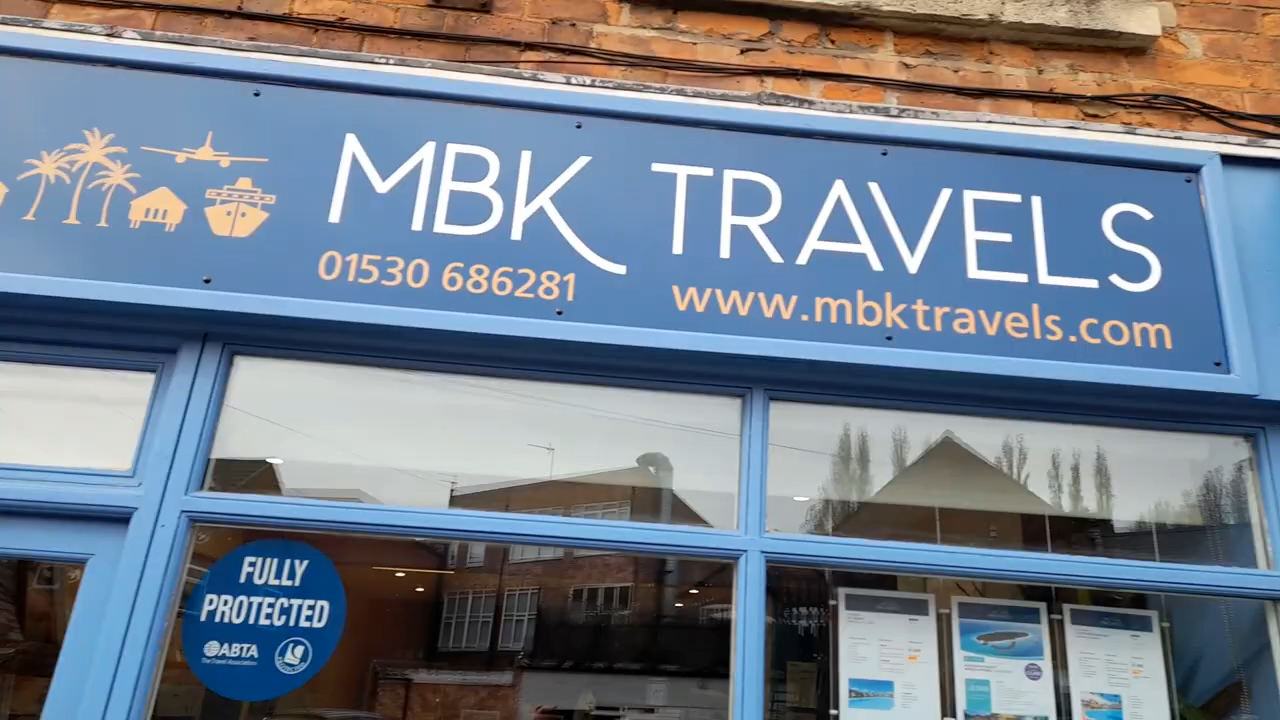 MBK TRAVELS
01530 686281 www.mbktravels.com
FULLY
PROTECTED
ABTA
The Travel Association